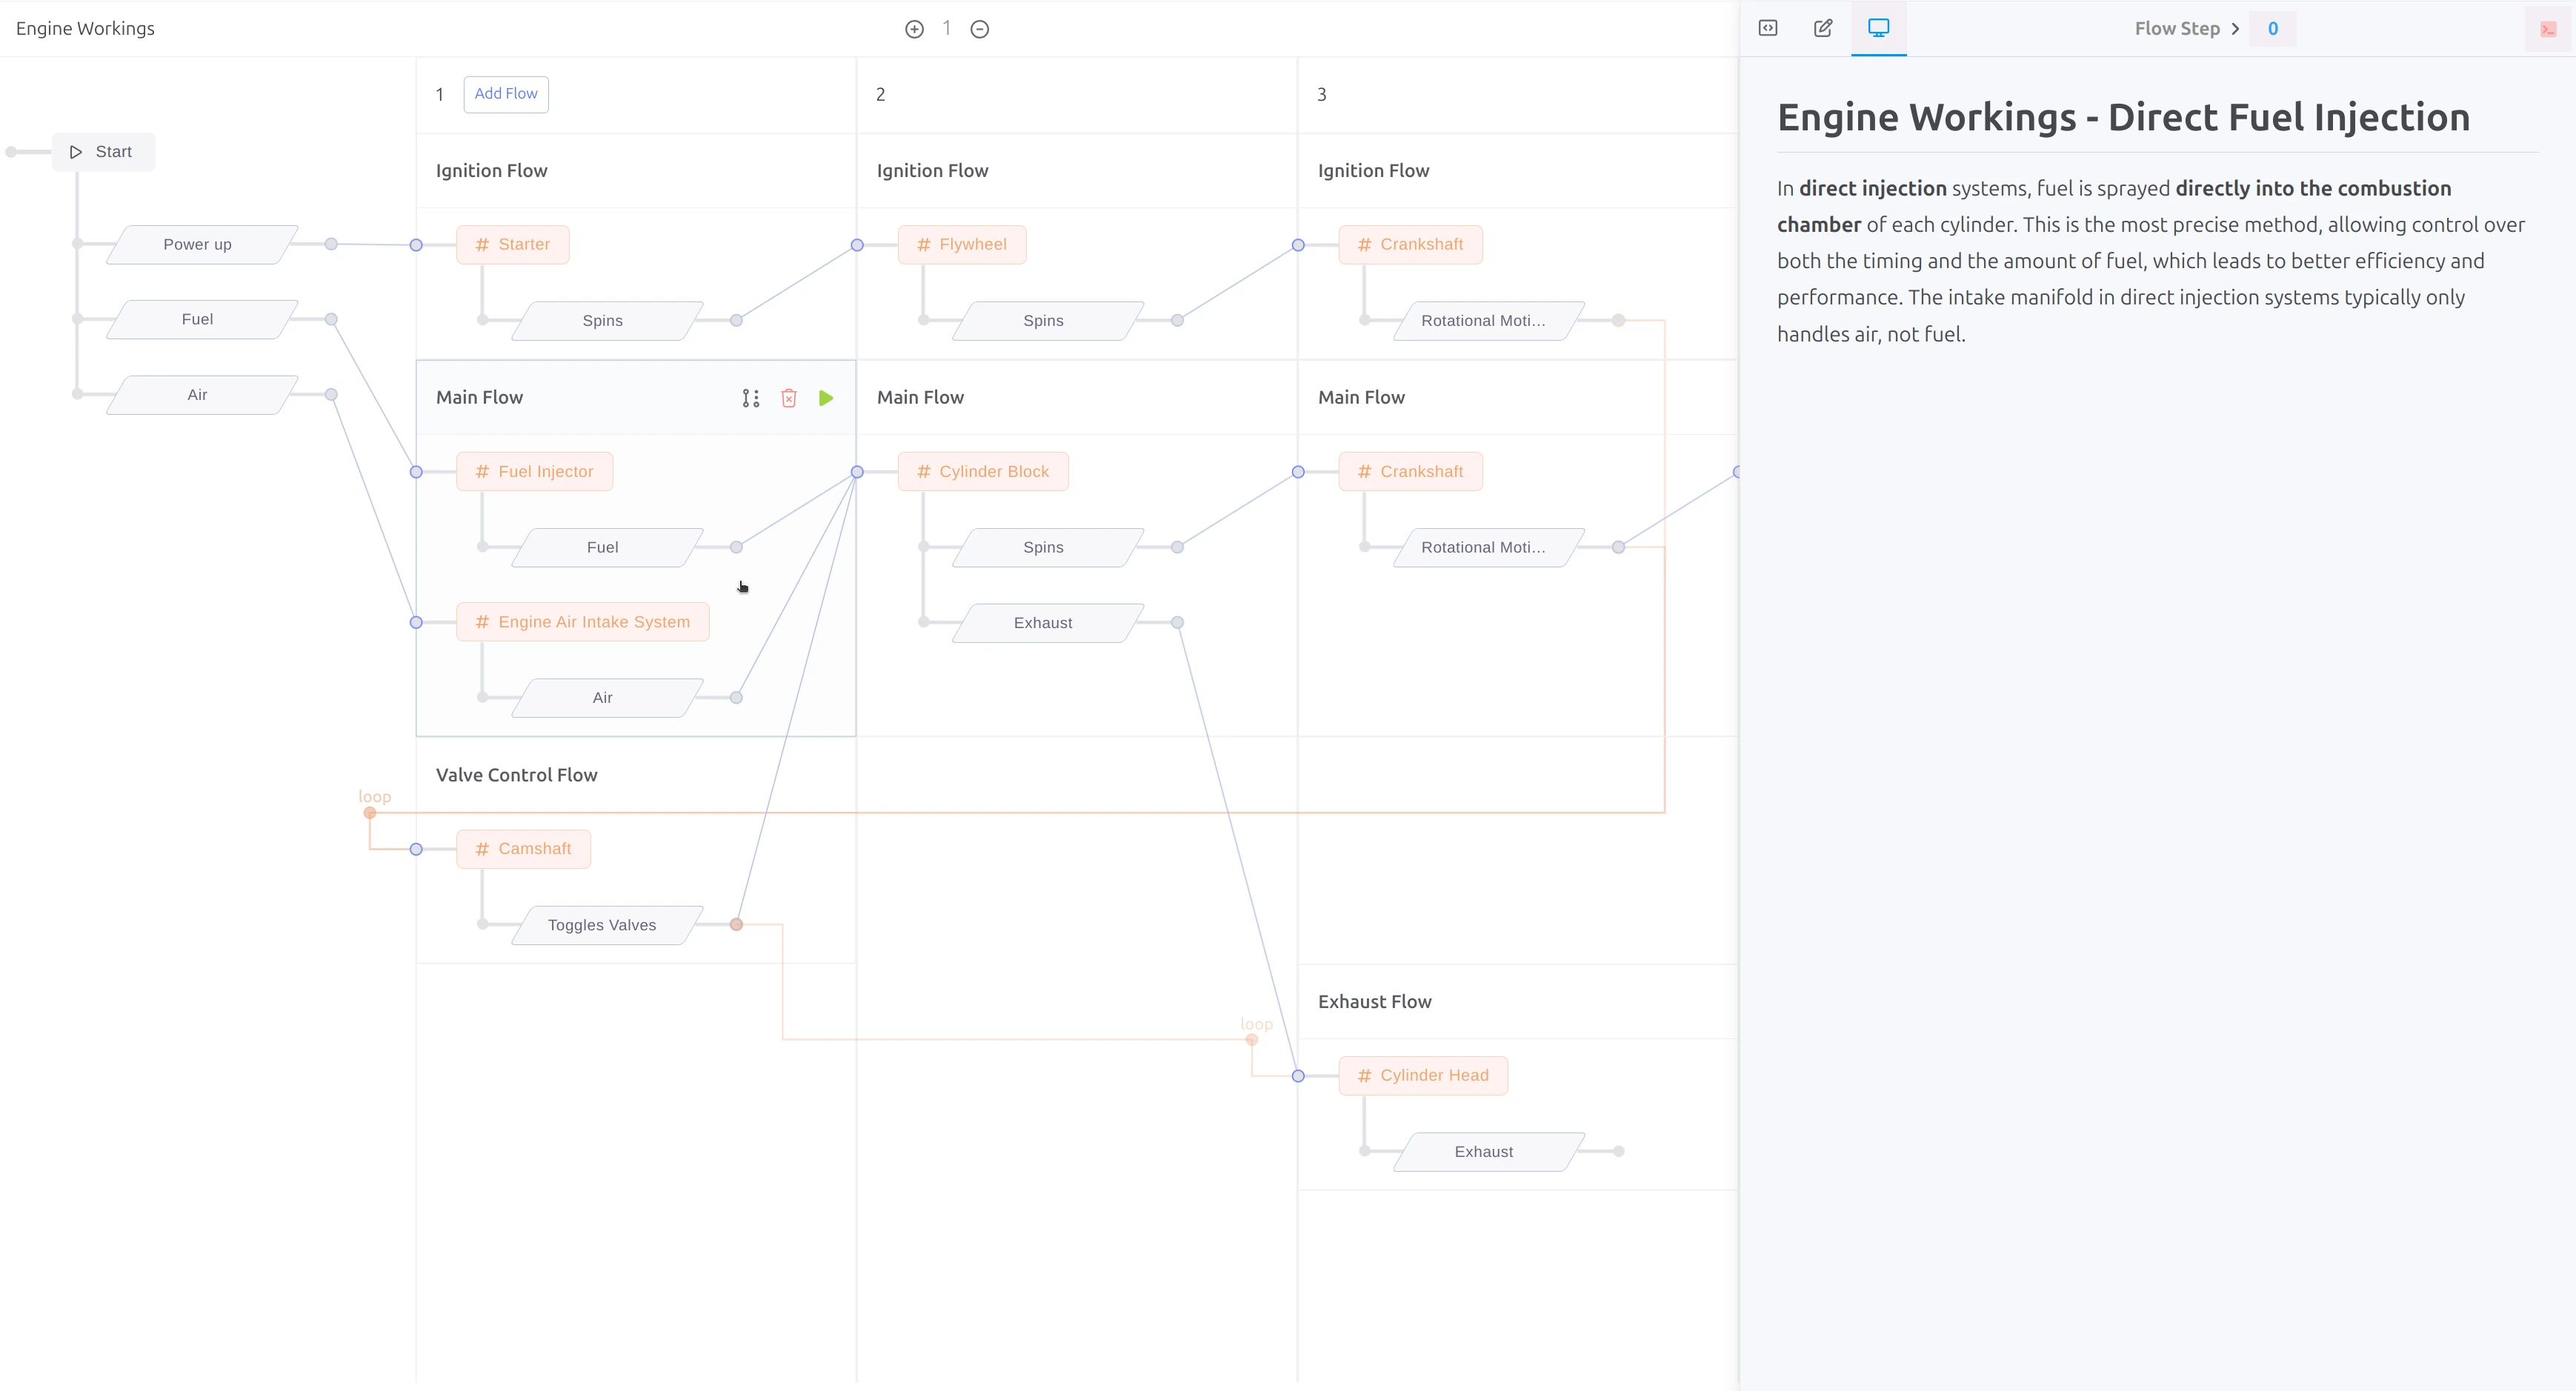 Engine Workings
1
Flow Step
0
1
Add Flow
2
3
Start
Power up
Fuel
Air
Ignition Flow
# Starter
Spins
Ignition Flow
# Flywheel
Spins
Ignition Flow
# Crankshaft
Rotational Moti...
Main Flow
# Fuel Injector
Fuel
# Engine Air Intake System
Air
Main Flow
# Cylinder Block
Spins
Exhaust
Main Flow
# Crankshaft
Rotational Moti...
Valve Control Flow
loop
# Camshaft
Toggles Valves
Exhaust Flow
loop
# Cylinder Head
Exhaust
Engine Workings - Direct Fuel Injection
In direct injection systems, fuel is sprayed directly into the combustion
chamber of each cylinder. This is the most precise method, allowing control over
both the timing and the amount of fuel, which leads to better efficiency and
performance. The intake manifold in direct injection systems typically only
handles air, not fuel.